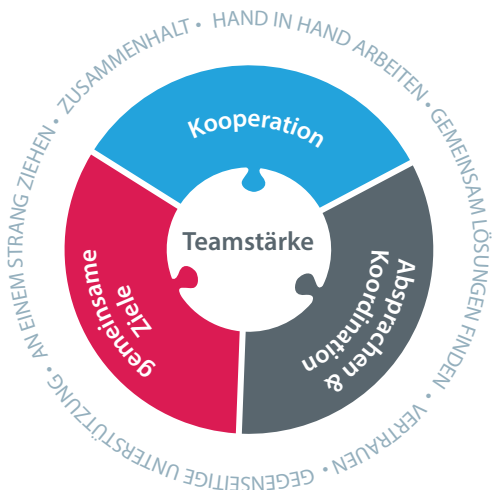 ZUSAMMENHALT • HAND IN HAND ARBEITEN • GEMEINSAM LÖSUNGEN FINDEN • VERTRAUEN • GEGENSEITIGE UNTERSTÜTZUNG • AN EINEM STRANG ZIEHEN •
Kooperation
Teamstärke
Absprachen &
Koordination
gemeinsame
Ziele